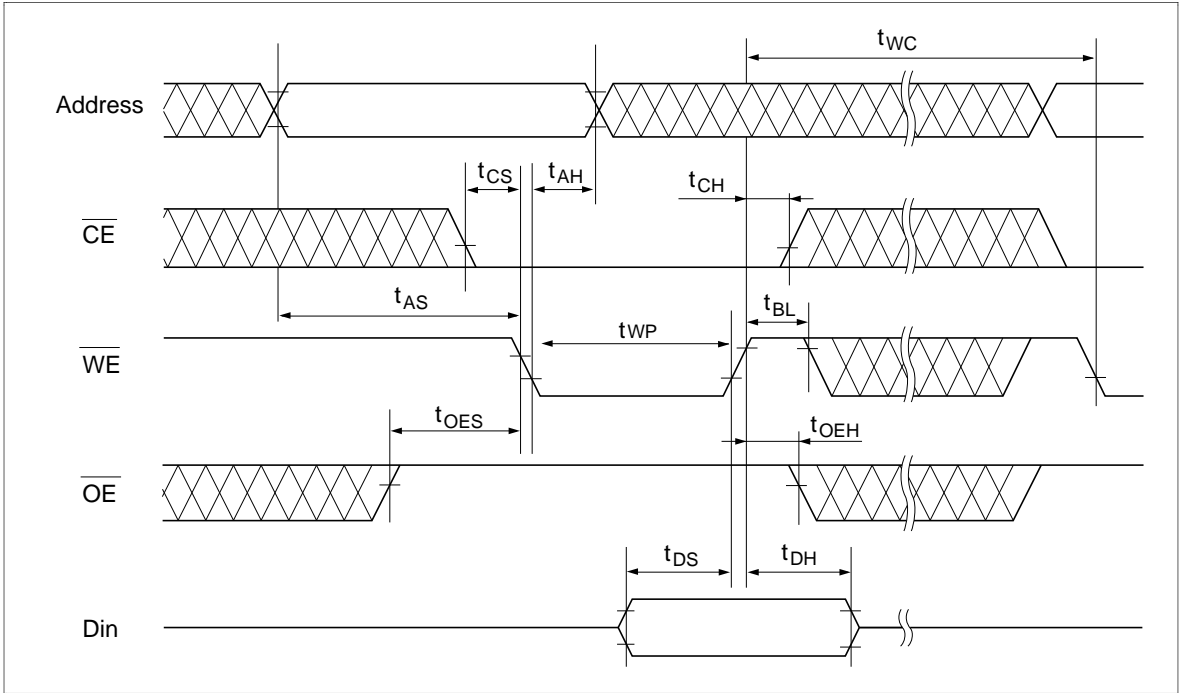 tWC
Address
tCS
tAH
tCH
CE
tAS
tBL
tWP
WE
tOES
tOEH
OE
tDS
tDH
Din